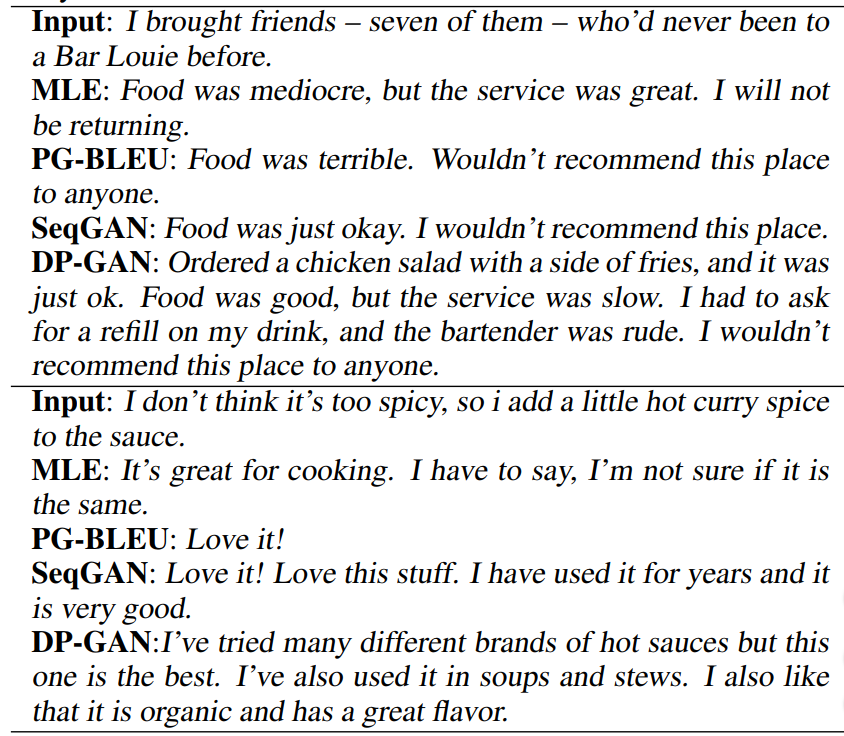 Input: I brought friends – seven of them – who’d never been to
a Bar Louie before.
MLE: Food was mediocre, but the service was great. I will not
be returning.
PG-BLEU: Food was terrible. Wouldn’t recommend this place
to anyone.
SeqGAN: Food was just okay. I wouldn’t recommend this place.
DP-GAN: Ordered a chicken salad with a side of fries, and it was
just ok. Food was good, but the service was slow. I had to ask
for a refill on my drink, and the bartender was rude. I wouldn’t
recommend this place to anyone.
Input: I don’t think it’s too spicy, so i add a little hot curry spice
to the sauce.
MLE: It’s great for cooking. I have to say, I’m not sure if it is
the same.
PG-BLEU: Love it!
SeqGAN: Love it! Love this stuff. I have used it for years and it
is very good.
DP-GAN:I’ve tried many different brands of hot sauces but this
one is the best. I’ve also used it in soups and stews. I also like
that it is organic and has a great flavor.